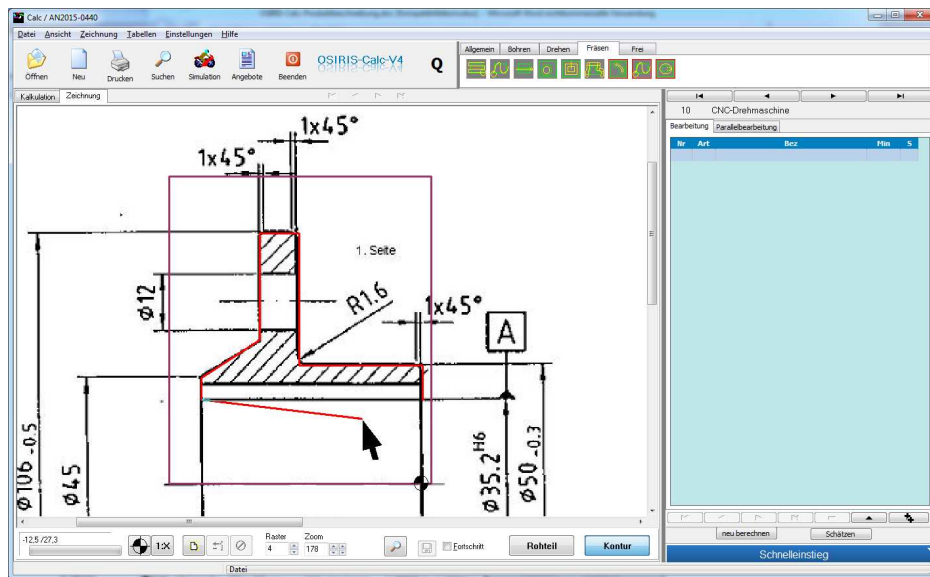 Calc / AN2015-0440
Datei Ansicht Zeichnung Tabellen Einstellungen Hilfe
Öffnen Neu Drucken Suchen Simulation Angebote Beenden
OSIRIS-Calc-V4 Q
Allgemein Bohren Drehen Fräsen Frei
Kalkulation Zeichnung
10 CNC-Drehmaschine
Bearbeitung Parallelbearbeitung
Nr Art Bez Min S
1x45°
1x45°
1. Seite
Ø12
R1.6
1x45°
A
Ø106 -0.5
Ø45
Ø35.2 H6
Ø50 -0.3
-12,5 /27,3
1:X
Raster
4
Zoom
178
Fortschritt
Rohteil
Kontur
neu berechnen
Schätzen
Schnelleinstieg
Datei